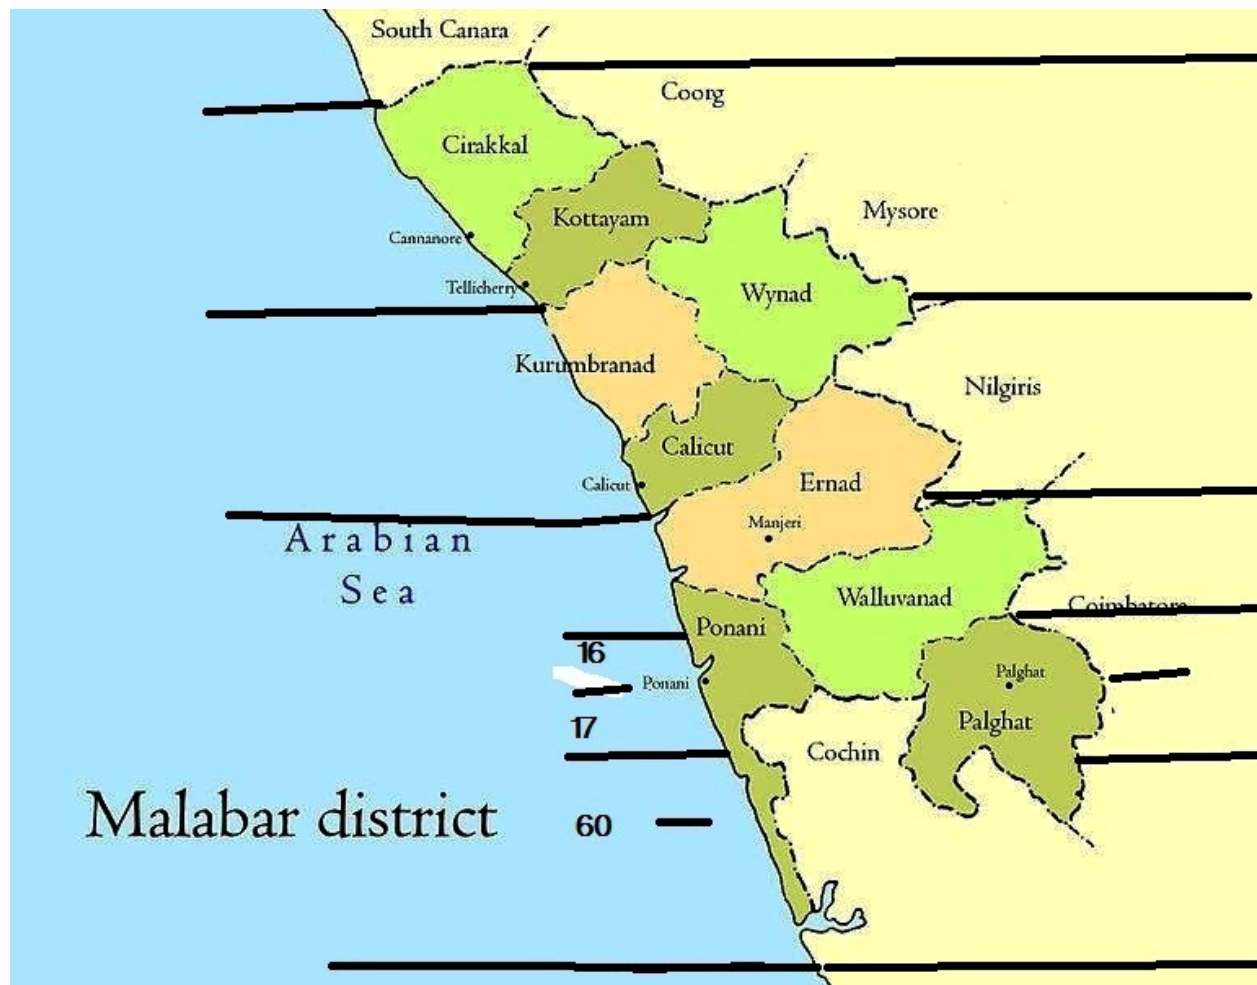 South Canara
Coorg
Cirakkal
Kottayam
Mysore
Cannanore
Tellicherry
Wynad
Kurumbranad
Nilgiris
Calicut
Calicut
Ernad
Manjeri
Arabian
Sea
Walluvanad
Coimbatore
Ponani
16
Ponani
Palghat
17
Palghat
Cochin
Malabar district
60